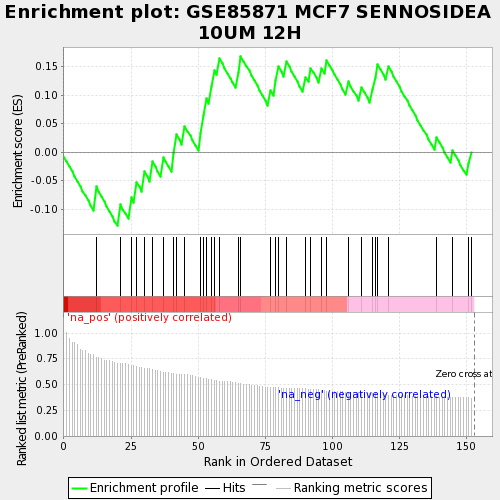 Enrichment plot: GSE85871 MCF7 SENNOSIDEA
10UM 12H
Enrichment score (ES)
0.15
0.10
0.05
0.00
-0.05
-0.10
'na_pos' (positively correlated)
Ranked list metric (PreRanked)
1.00
0.75
0.50
0.25
0.00
Zero cross at
'na_neg' (negatively correlated)
0
25
50
75
100
125
150
Rank in Ordered Dataset
Enrichment profile
Hits
Ranking metric scores